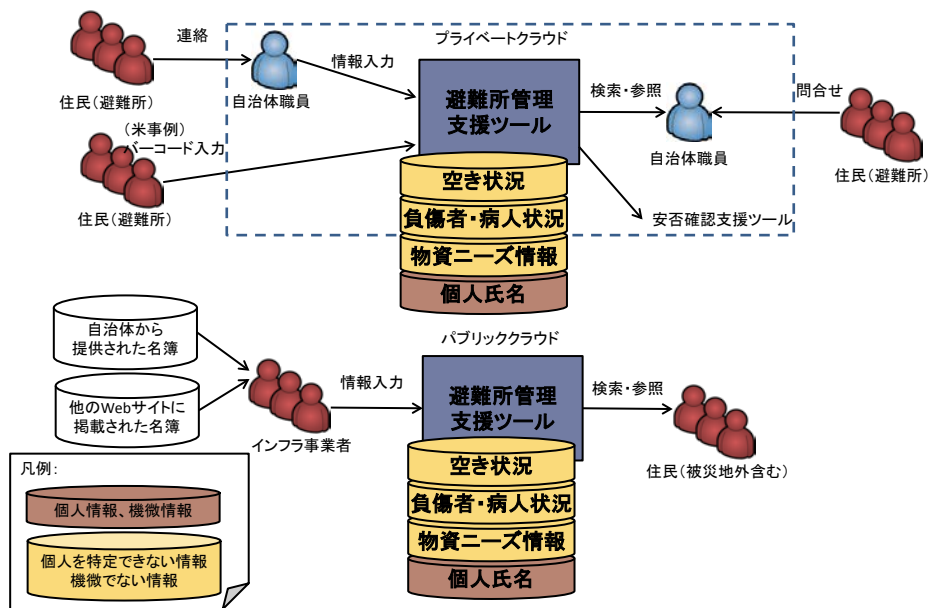 プライベートクラウド
連絡
情報入力
検索・参照
問合せ
住民(避難所)
自治体職員
避難所管理
支援ツール
自治体職員
住民(避難所)
(米事例)
バーコード入力
住民(避難所)
安否確認支援ツール
空き状況
負傷者・病人状況
物資ニーズ情報
個人氏名
パブリッククラウド
自治体から
提供された名簿
他のWebサイトに
掲載された名簿
インフラ事業者
情報入力
避難所管理
支援ツール
検索・参照
住民(被災地外含む)
空き状況
負傷者・病人状況
物資ニーズ情報
個人氏名
凡例:
個人情報、機微情報
個人を特定できない情報
機微でない情報